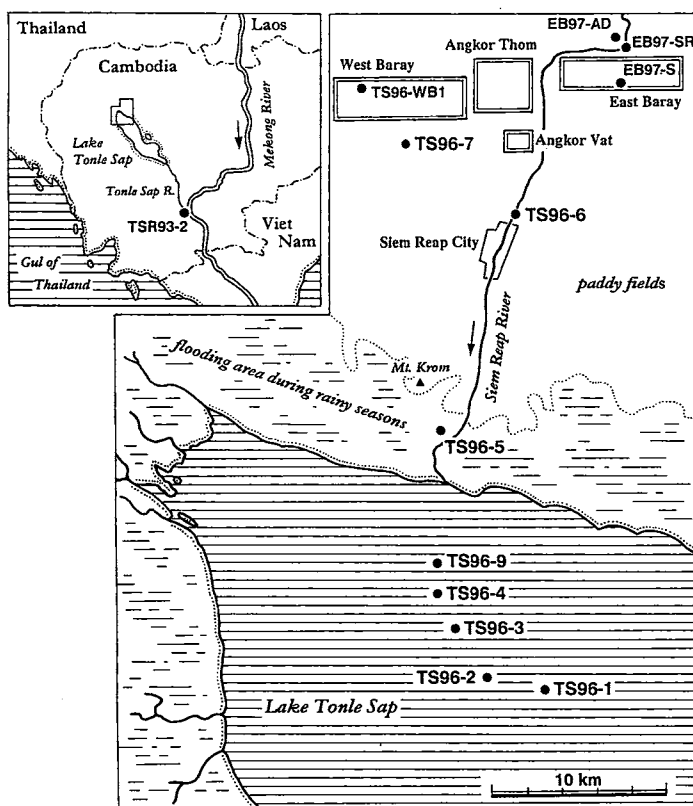 Thailand
Laos
Cambodia
Mekong River
Lake
Tonle Sap
Tonle Sap R.
TSR93-2
Viet
Nam
Gul of
Thailand
EB97-AD
EB97-SR
Angkor Thom
West Baray
EB97-S
TS96-WB1
East Baray
TS96-7
Angkor Vat
TS96-6
Siem Reap City
paddy fields
Siem Reap River
flooding area during rainy seasons
Mt. Krom
TS96-5
TS96-9
TS96-4
TS96-3
TS96-2
TS96-1
Lake Tonle Sap
10 km